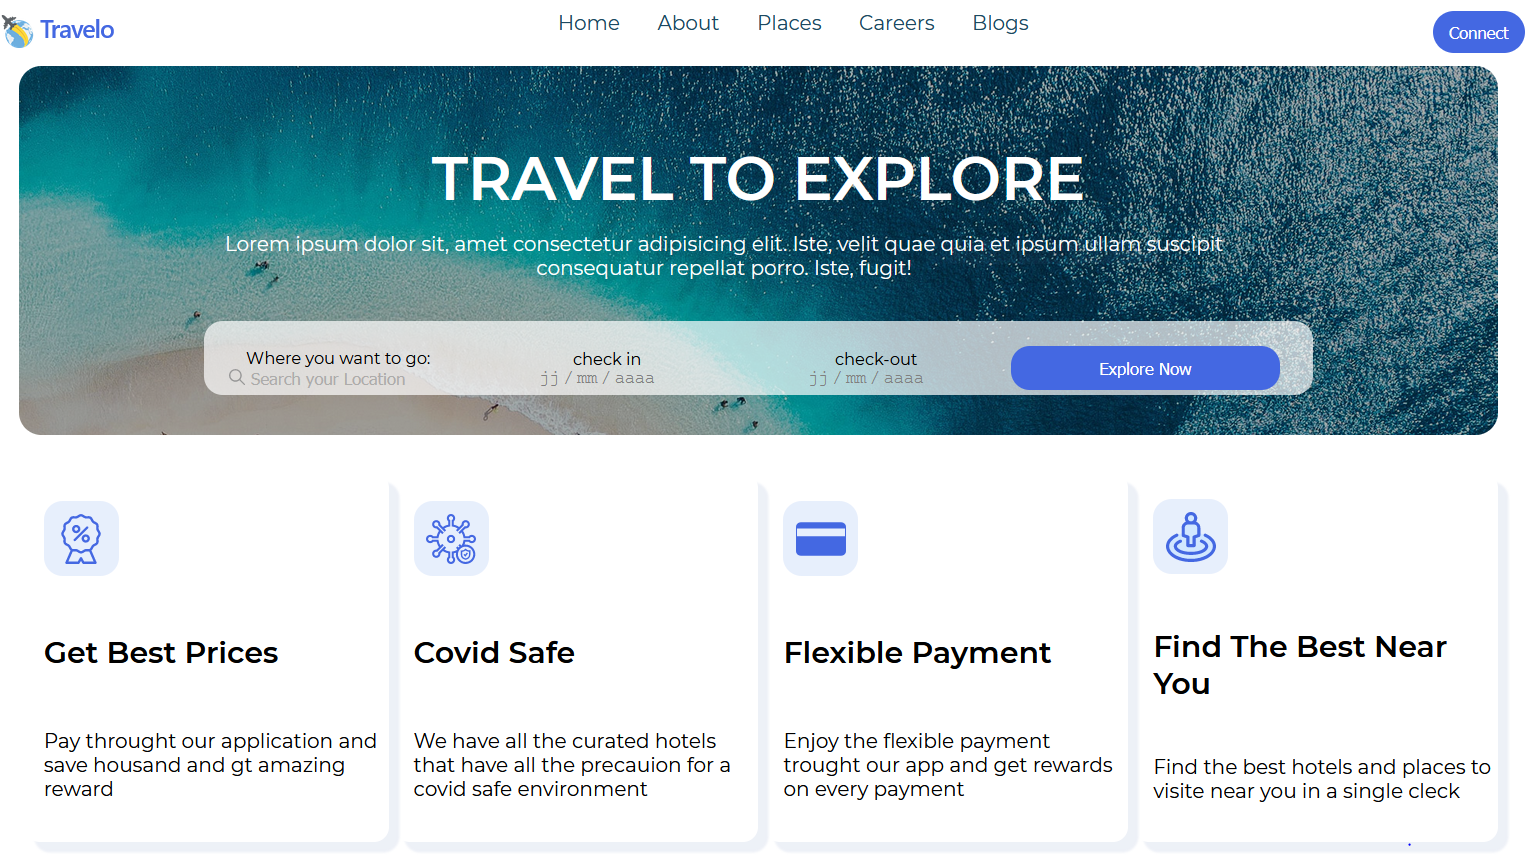 Travelo
Home About Places Careers Blogs
Connect
TRAVEL TO EXPLORE
Lorem ipsum dolor sit, amet consectetur adipisicing elit. Iste, velit quae quia et ipsum ullam suscipit
consequatur repellat porro. Iste, fugit!
Where you want to go:
Search your Location
check in
jj / mm / aaaa
check-out
jj / mm / aaaa
Explore Now
Get Best Prices
Pay throught our application and
save housand and gt amazing
reward
Covid Safe
We have all the curated hotels
that have all the precauion for a
covid safe environment
Flexible Payment
Enjoy the flexible payment
trought our app and get rewards
on every payment
Find The Best Near
You
Find the best hotels and places to
visite near you in a single cleck